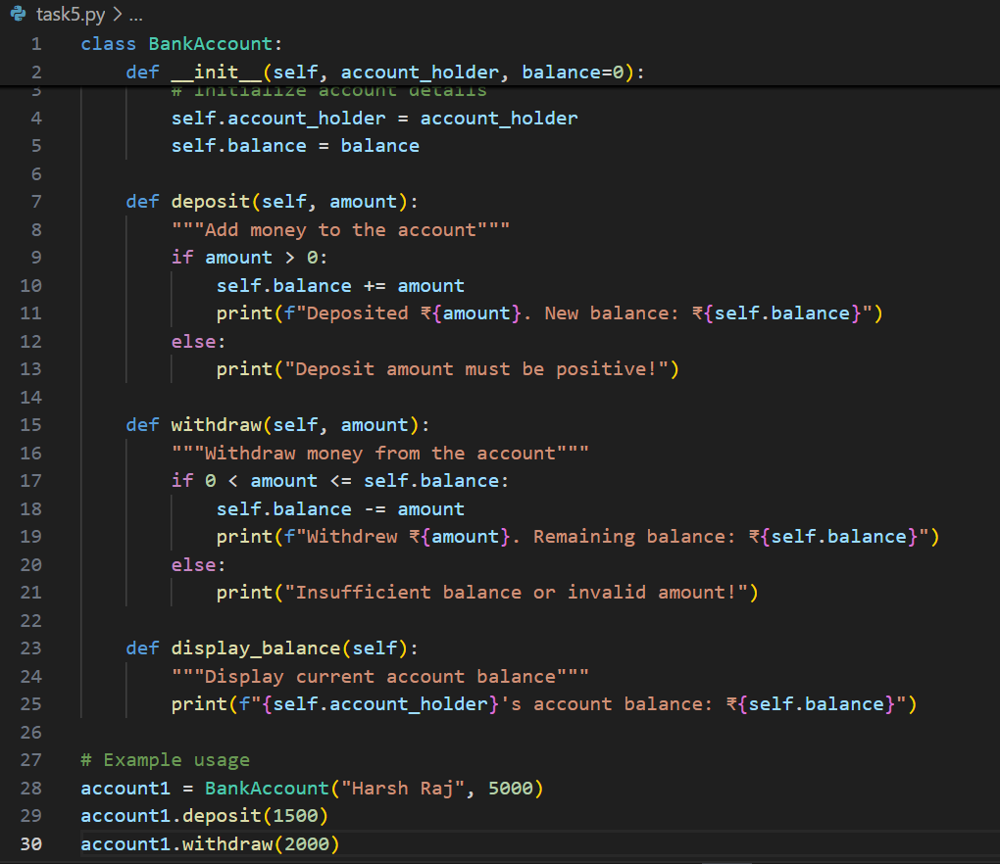 task5.py > ...
1 class BankAccount:
2     def __init__(self, account_holder, balance=0):
3         # Initialize account details
4         self.account_holder = account_holder
5         self.balance = balance
6
7     def deposit(self, amount):
8         """Add money to the account"""
9         if amount > 0:
10             self.balance += amount
11             print(f"Deposited ₹{amount}. New balance: ₹{self.balance}")
12         else:
13             print("Deposit amount must be positive!")
14
15     def withdraw(self, amount):
16         """Withdraw money from the account"""
17         if 0 < amount <= self.balance:
18             self.balance -= amount
19             print(f"Withdrew ₹{amount}. Remaining balance: ₹{self.balance}")
20         else:
21             print("Insufficient balance or invalid amount!")
22
23     def display_balance(self):
24         """Display current account balance"""
25         print(f"{self.account_holder}'s account balance: ₹{self.balance}")
26
27 # Example usage
28 account1 = BankAccount("Harsh Raj", 5000)
29 account1.deposit(1500)
30 account1.withdraw(2000)